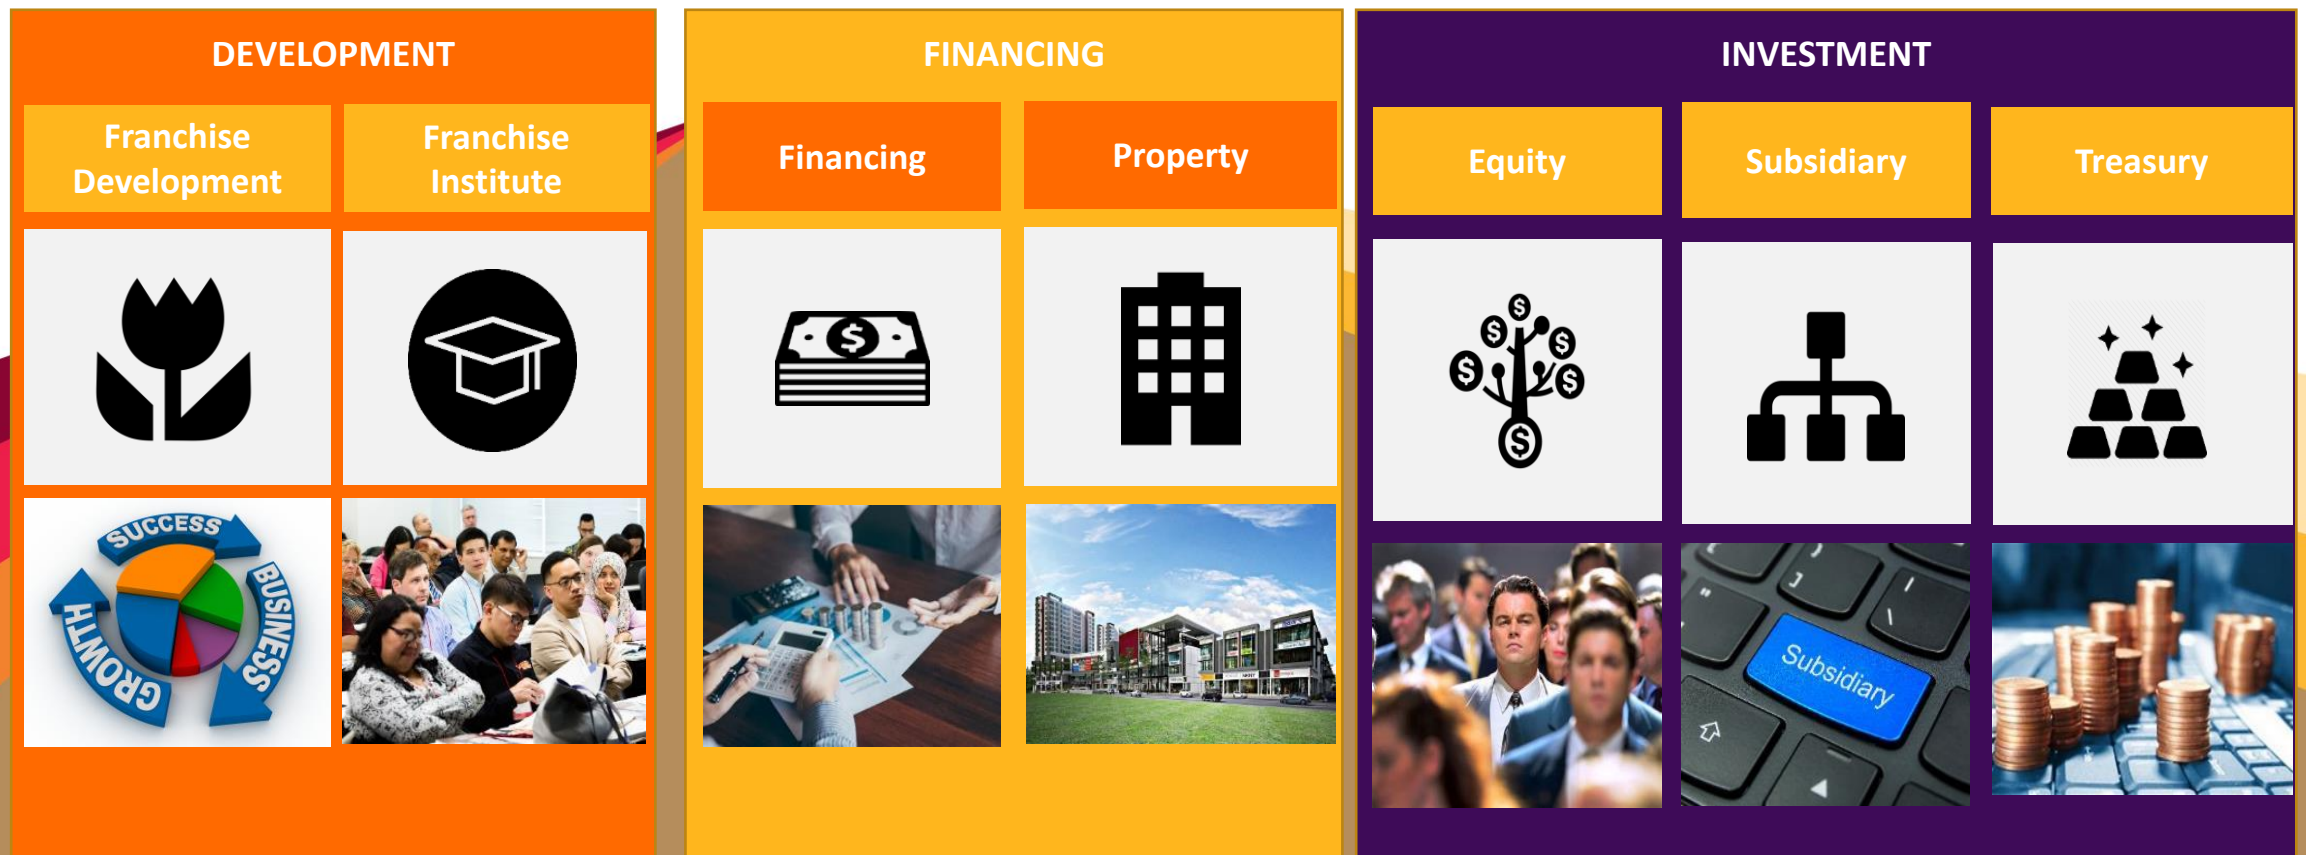 DEVELOPMENT
Franchise
Development
Franchise
Institute
SUCCESS
BUSINESS
GROWTH
FINANCING
Financing
Property
INVESTMENT
Equity
Subsidiary
Treasury
Subsidiary